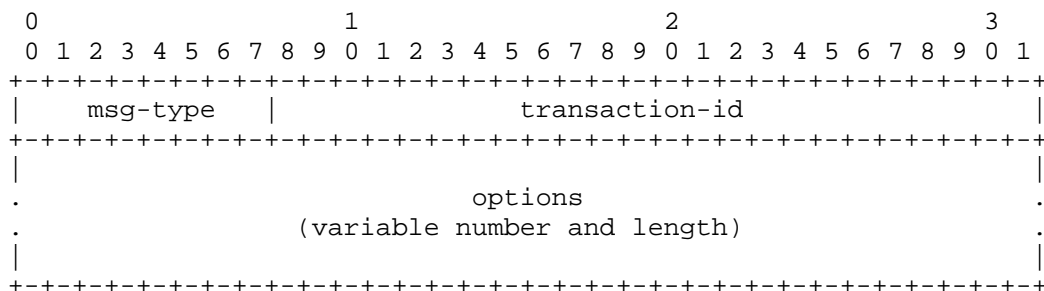 0                   1                   2                   3
 0 1 2 3 4 5 6 7 8 9 0 1 2 3 4 5 6 7 8 9 0 1 2 3 4 5 6 7 8 9 0 1
+-+-+-+-+-+-+-+-+-+-+-+-+-+-+-+-+-+-+-+-+-+-+-+-+-+-+-+-+-+-+-+-+
|    msg-type   |               transaction-id                  |
+-+-+-+-+-+-+-+-+-+-+-+-+-+-+-+-+-+-+-+-+-+-+-+-+-+-+-+-+-+-+-+-+
|                                                               |
.                            options                            .
.                 (variable number and length)                  .
|                                                               |
+-+-+-+-+-+-+-+-+-+-+-+-+-+-+-+-+-+-+-+-+-+-+-+-+-+-+-+-+-+-+-+-+